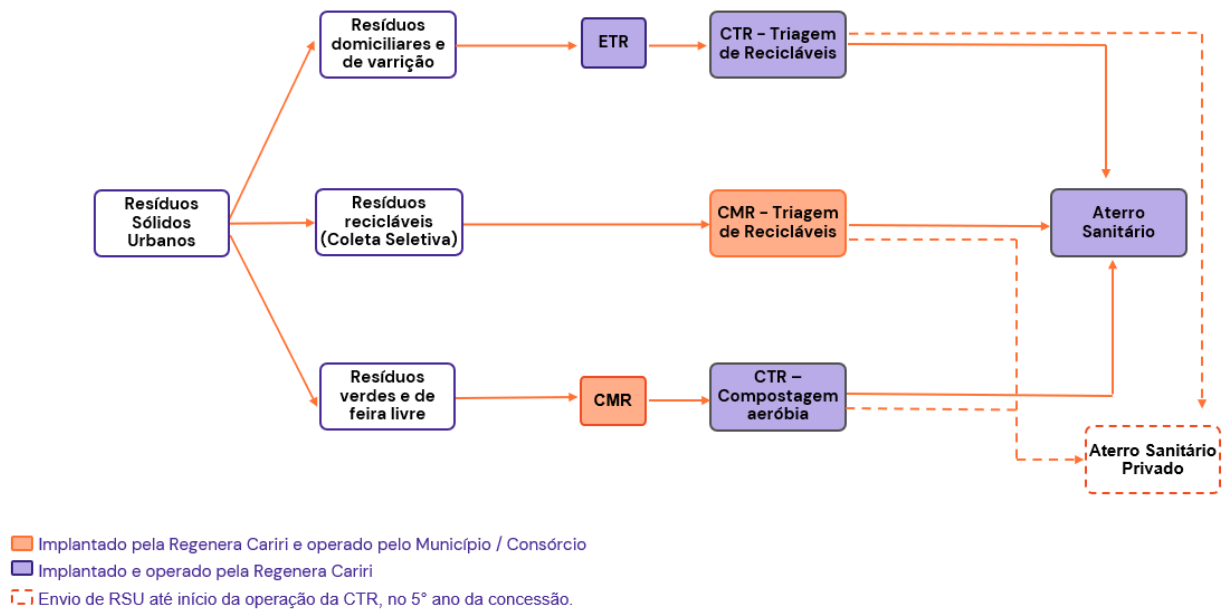 Resíduos
domiciliares e
de varrição
ETR
CTR – Triagem
de Recicláveis
Resíduos
Sólidos
Urbanos
Resíduos
recicláveis
(Coleta Seletiva)
CMR – Triagem
de Recicláveis
Aterro
Sanitário
Resíduos
verdes e de
feira livre
CMR
CTR –
Compostagem
aeróbia
Aterro Sanitário
Privado
Implantado pela Regenera Cariri e operado pelo Município / Consórcio
Implantado e operado pela Regenera Cariri
Envio de RSU até início da operação da CTR, no 5° ano da concessão.